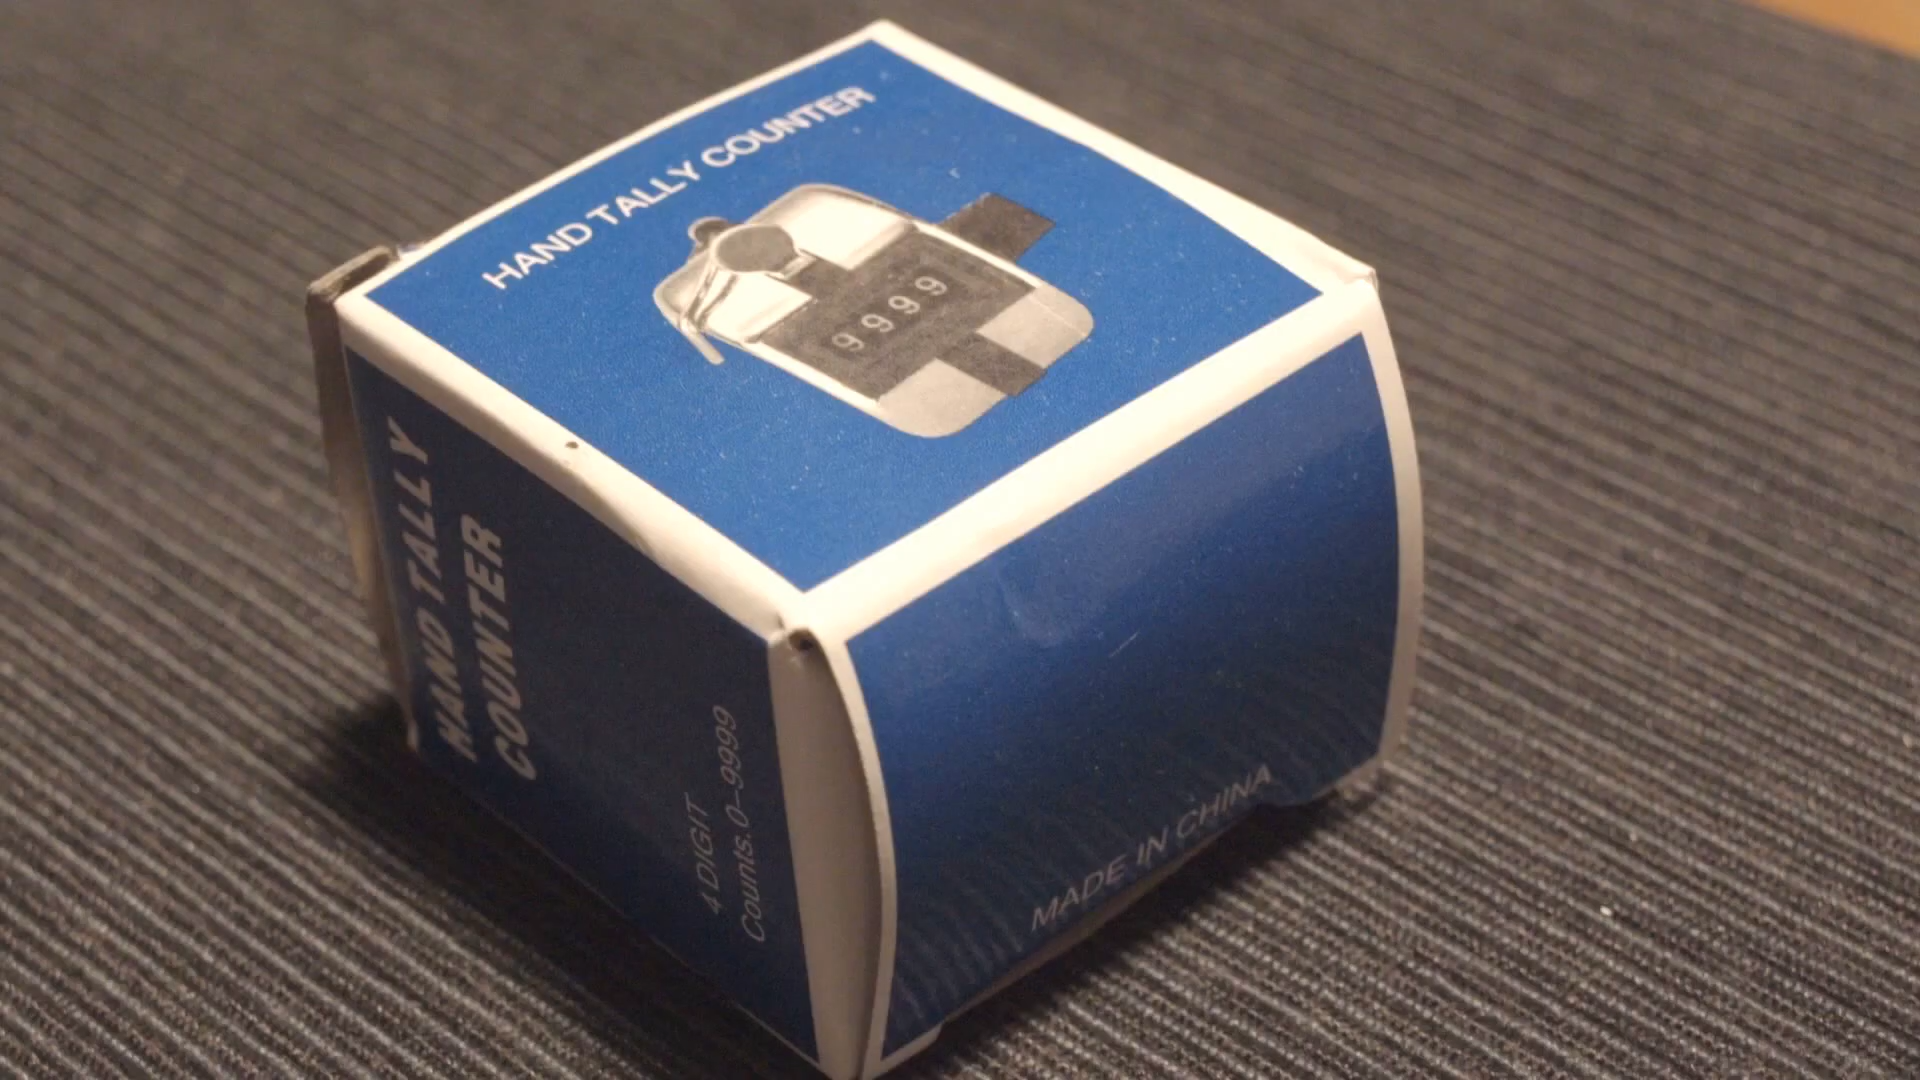 HAND TALLY COUNTER
9999
HAND TALLY
COUNTER
4 DIGIT
Counts.0-9999
MADE IN CHINA